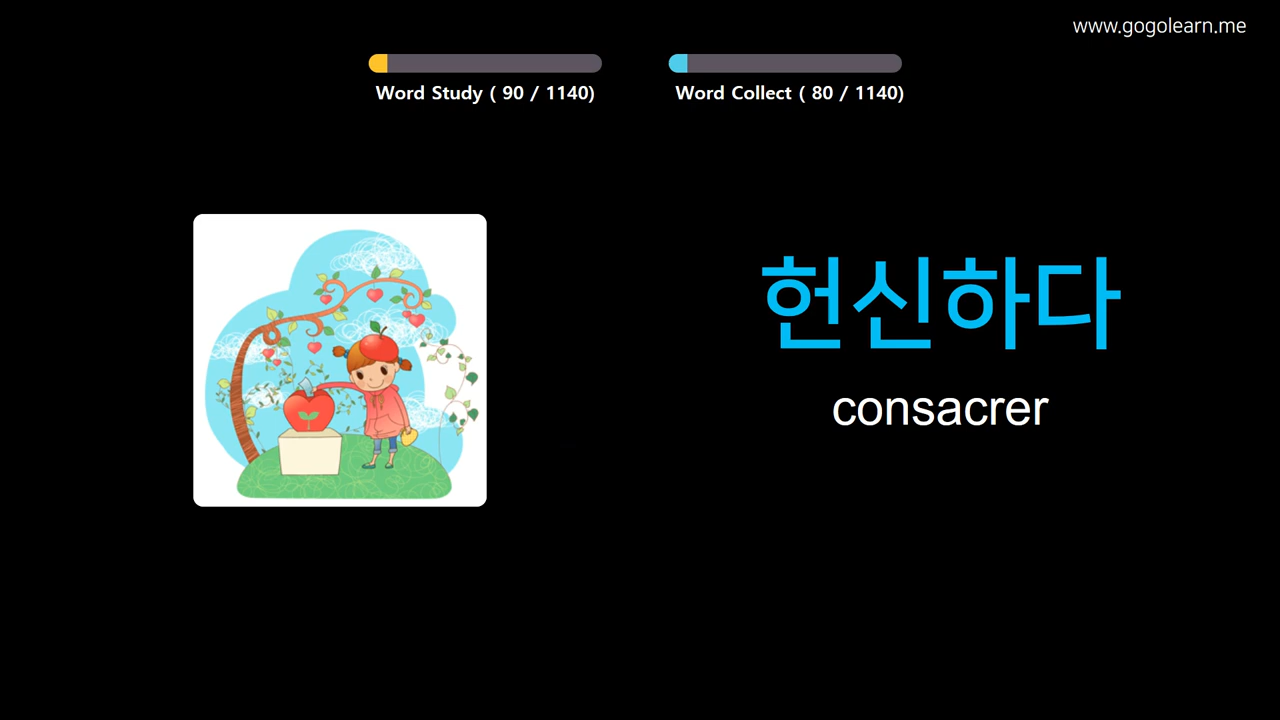 www.gogolearn.me
Word Study ( 90 / 1140)
Word Collect ( 80 / 1140)
헌신하다
consacrer